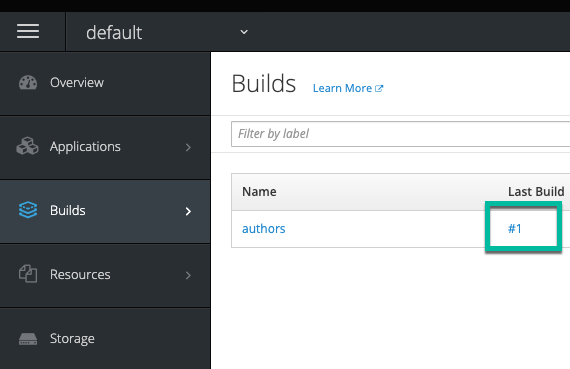 default
Overview
Applications
Builds
Resources
Storage
Builds Learn More
Filter by label
Name Last Build
authors #1